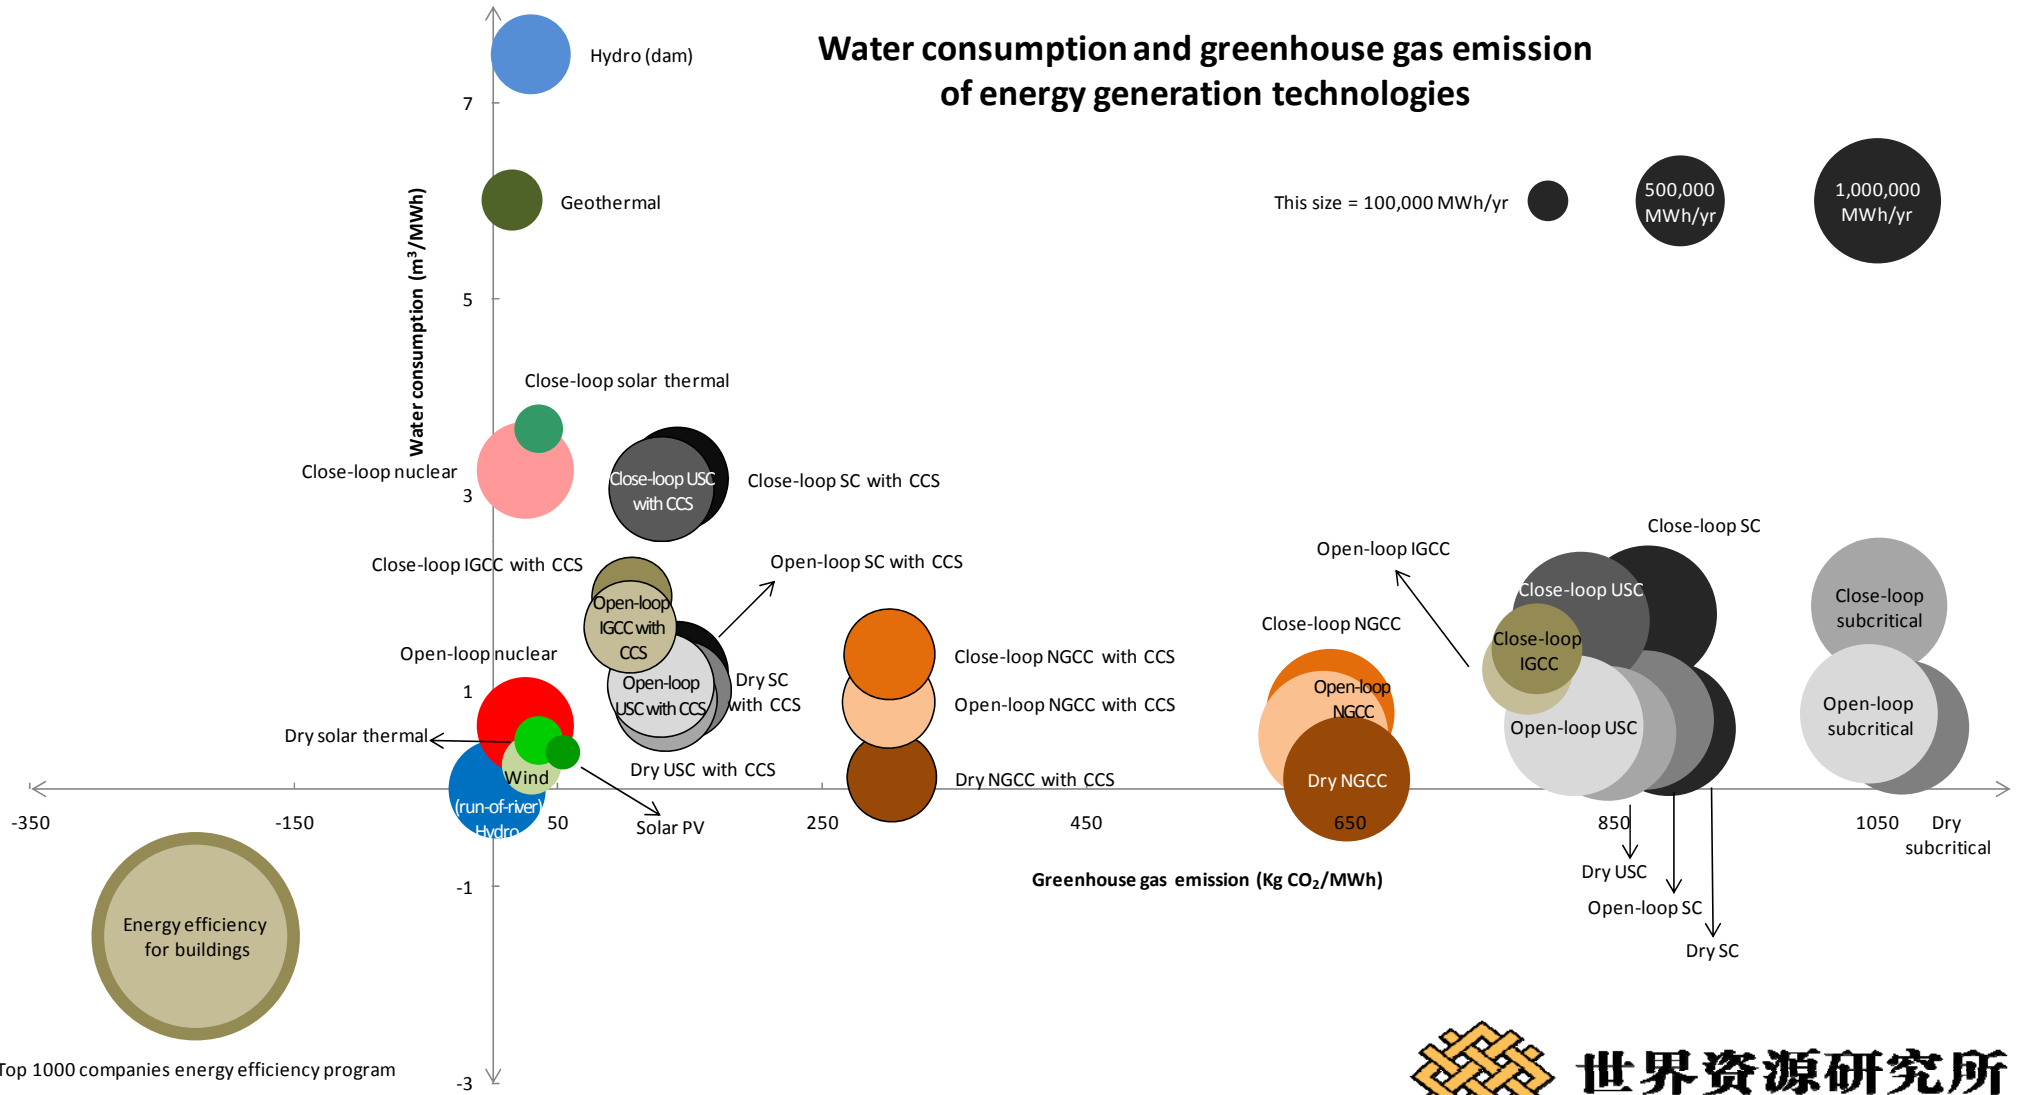 Water consumption and greenhouse gas emission
of energy generation technologies
Hydro (dam)
7
Geothermal
This size = 100,000 MWh/yr
500,000
MWh/yr
1,000,000
MWh/yr
Water consumption (m³/MWh)
5
Close-loop solar thermal
Close-loop nuclear
3
Close-loop USC
with CCS
Close-loop SC with CCS
Close-loop SC
Open-loop IGCC
Close-loop IGCC with CCS
Open-loop SC with CCS
Close-loop USC
Close-loop
subcritical
Open-loop
IGCC with
CCS
Close-loop NGCC
Close-loop
IGCC
Open-loop nuclear
Close-loop NGCC with CCS
1
Open-loop
USC with CCS
Dry SC
with CCS
Open-loop NGCC with CCS
Open-loop
NGCC
Open-loop USC
Open-loop
subcritical
Dry solar thermal
Wind
Dry USC with CCS
Dry NGCC with CCS
Dry NGCC
(run-of-river)
Hydro
Solar PV
-350
-150
50
250
450
650
850
1050
Dry
subcritical
Greenhouse gas emission (Kg CO₂/MWh)
Dry USC
-1
Open-loop SC
Energy efficiency
for buildings
Dry SC
Top 1000 companies energy efficiency program
-3
世界资源研究所